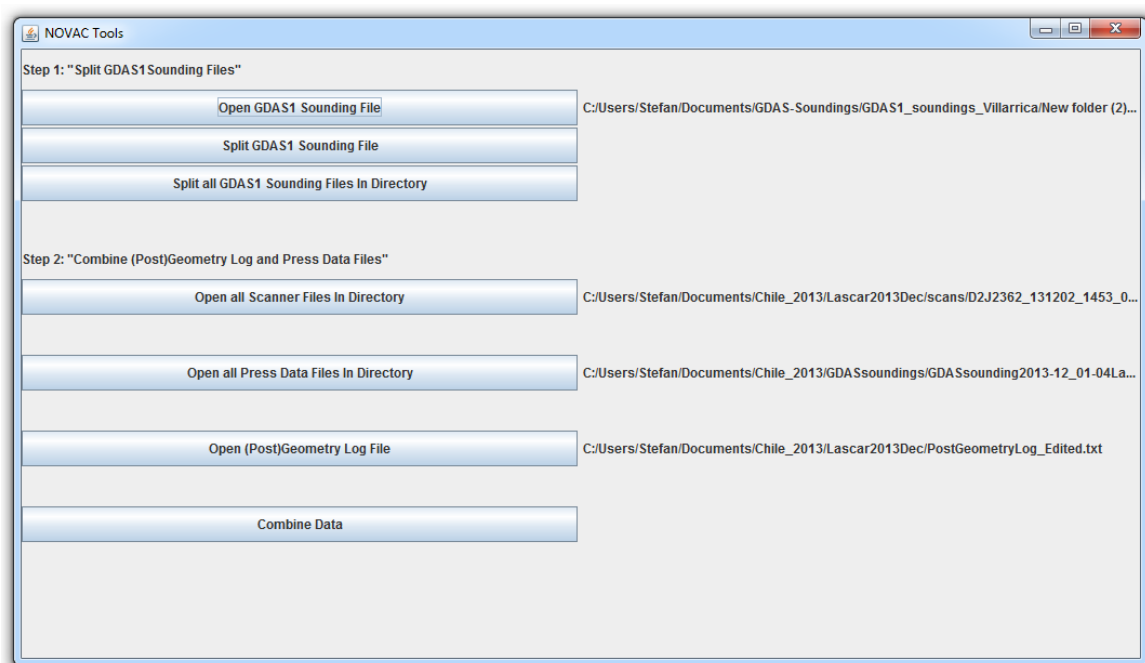 NOVAC Tools
Step 1: "Split GDAS1Sounding Files"
Open GDAS1 Sounding File C:/Users/Stefan/Documents/GDAS-Soundings/GDAS1_soundings_Villarrica/New folder (2)...
Split GDAS1 Sounding File
Split all GDAS1 Sounding Files In Directory
Step 2: "Combine (Post)Geometry Log and Press Data Files"
Open all Scanner Files In Directory C:/Users/Stefan/Documents/Chile_2013/Lascar2013Dec/scans/D2J2362_131202_1453_0...
Open all Press Data Files In Directory C:/Users/Stefan/Documents/Chile_2013/GDASsoundings/GDASsounding2013-12_01-04La...
Open (Post)Geometry Log File C:/Users/Stefan/Documents/Chile_2013/Lascar2013Dec/PostGeometryLog_Edited.txt
Combine Data